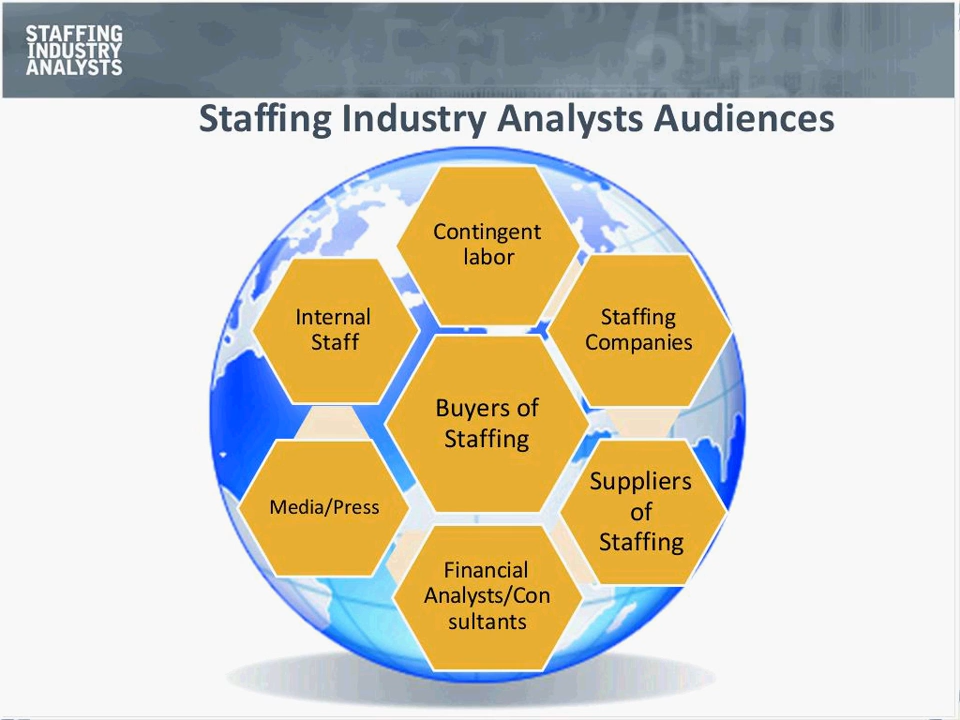 STAFFING
INDUSTRY
ANALYSTS
Staffing Industry Analysts Audiences
Contingent
labor
Internal
Staff
Staffing
Companies
Buyers of
Staffing
Media/Press
Suppliers
of
Staffing
Financial
Analysts/Con
sultants